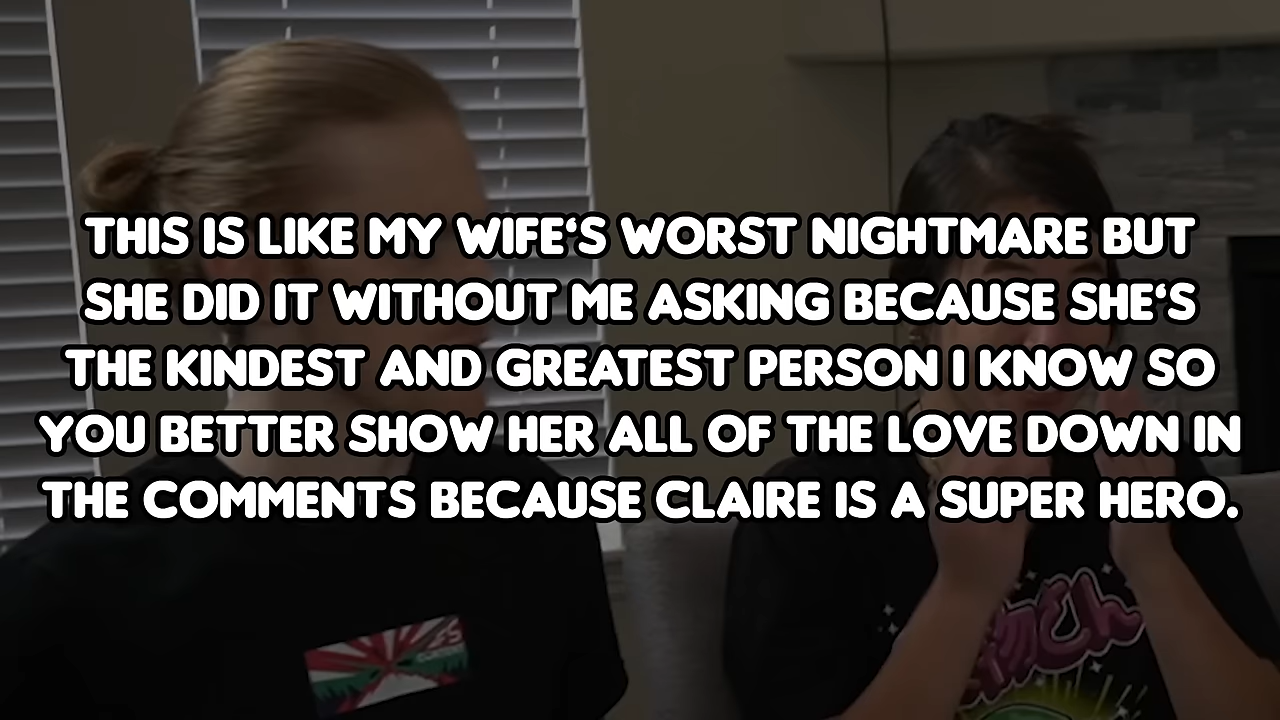 THIS IS LIKE MY WIFE'S WORST NIGHTMARE BUT
SHE DID IT WITHOUT ME ASKING BECAUSE SHE'S
THE KINDEST AND GREATEST PERSON I KNOW SO
YOU BETTER SHOW HER ALL OF THE LOVE DOWN IN
THE COMMENTS BECAUSE CLAIRE IS A SUPER HERO.